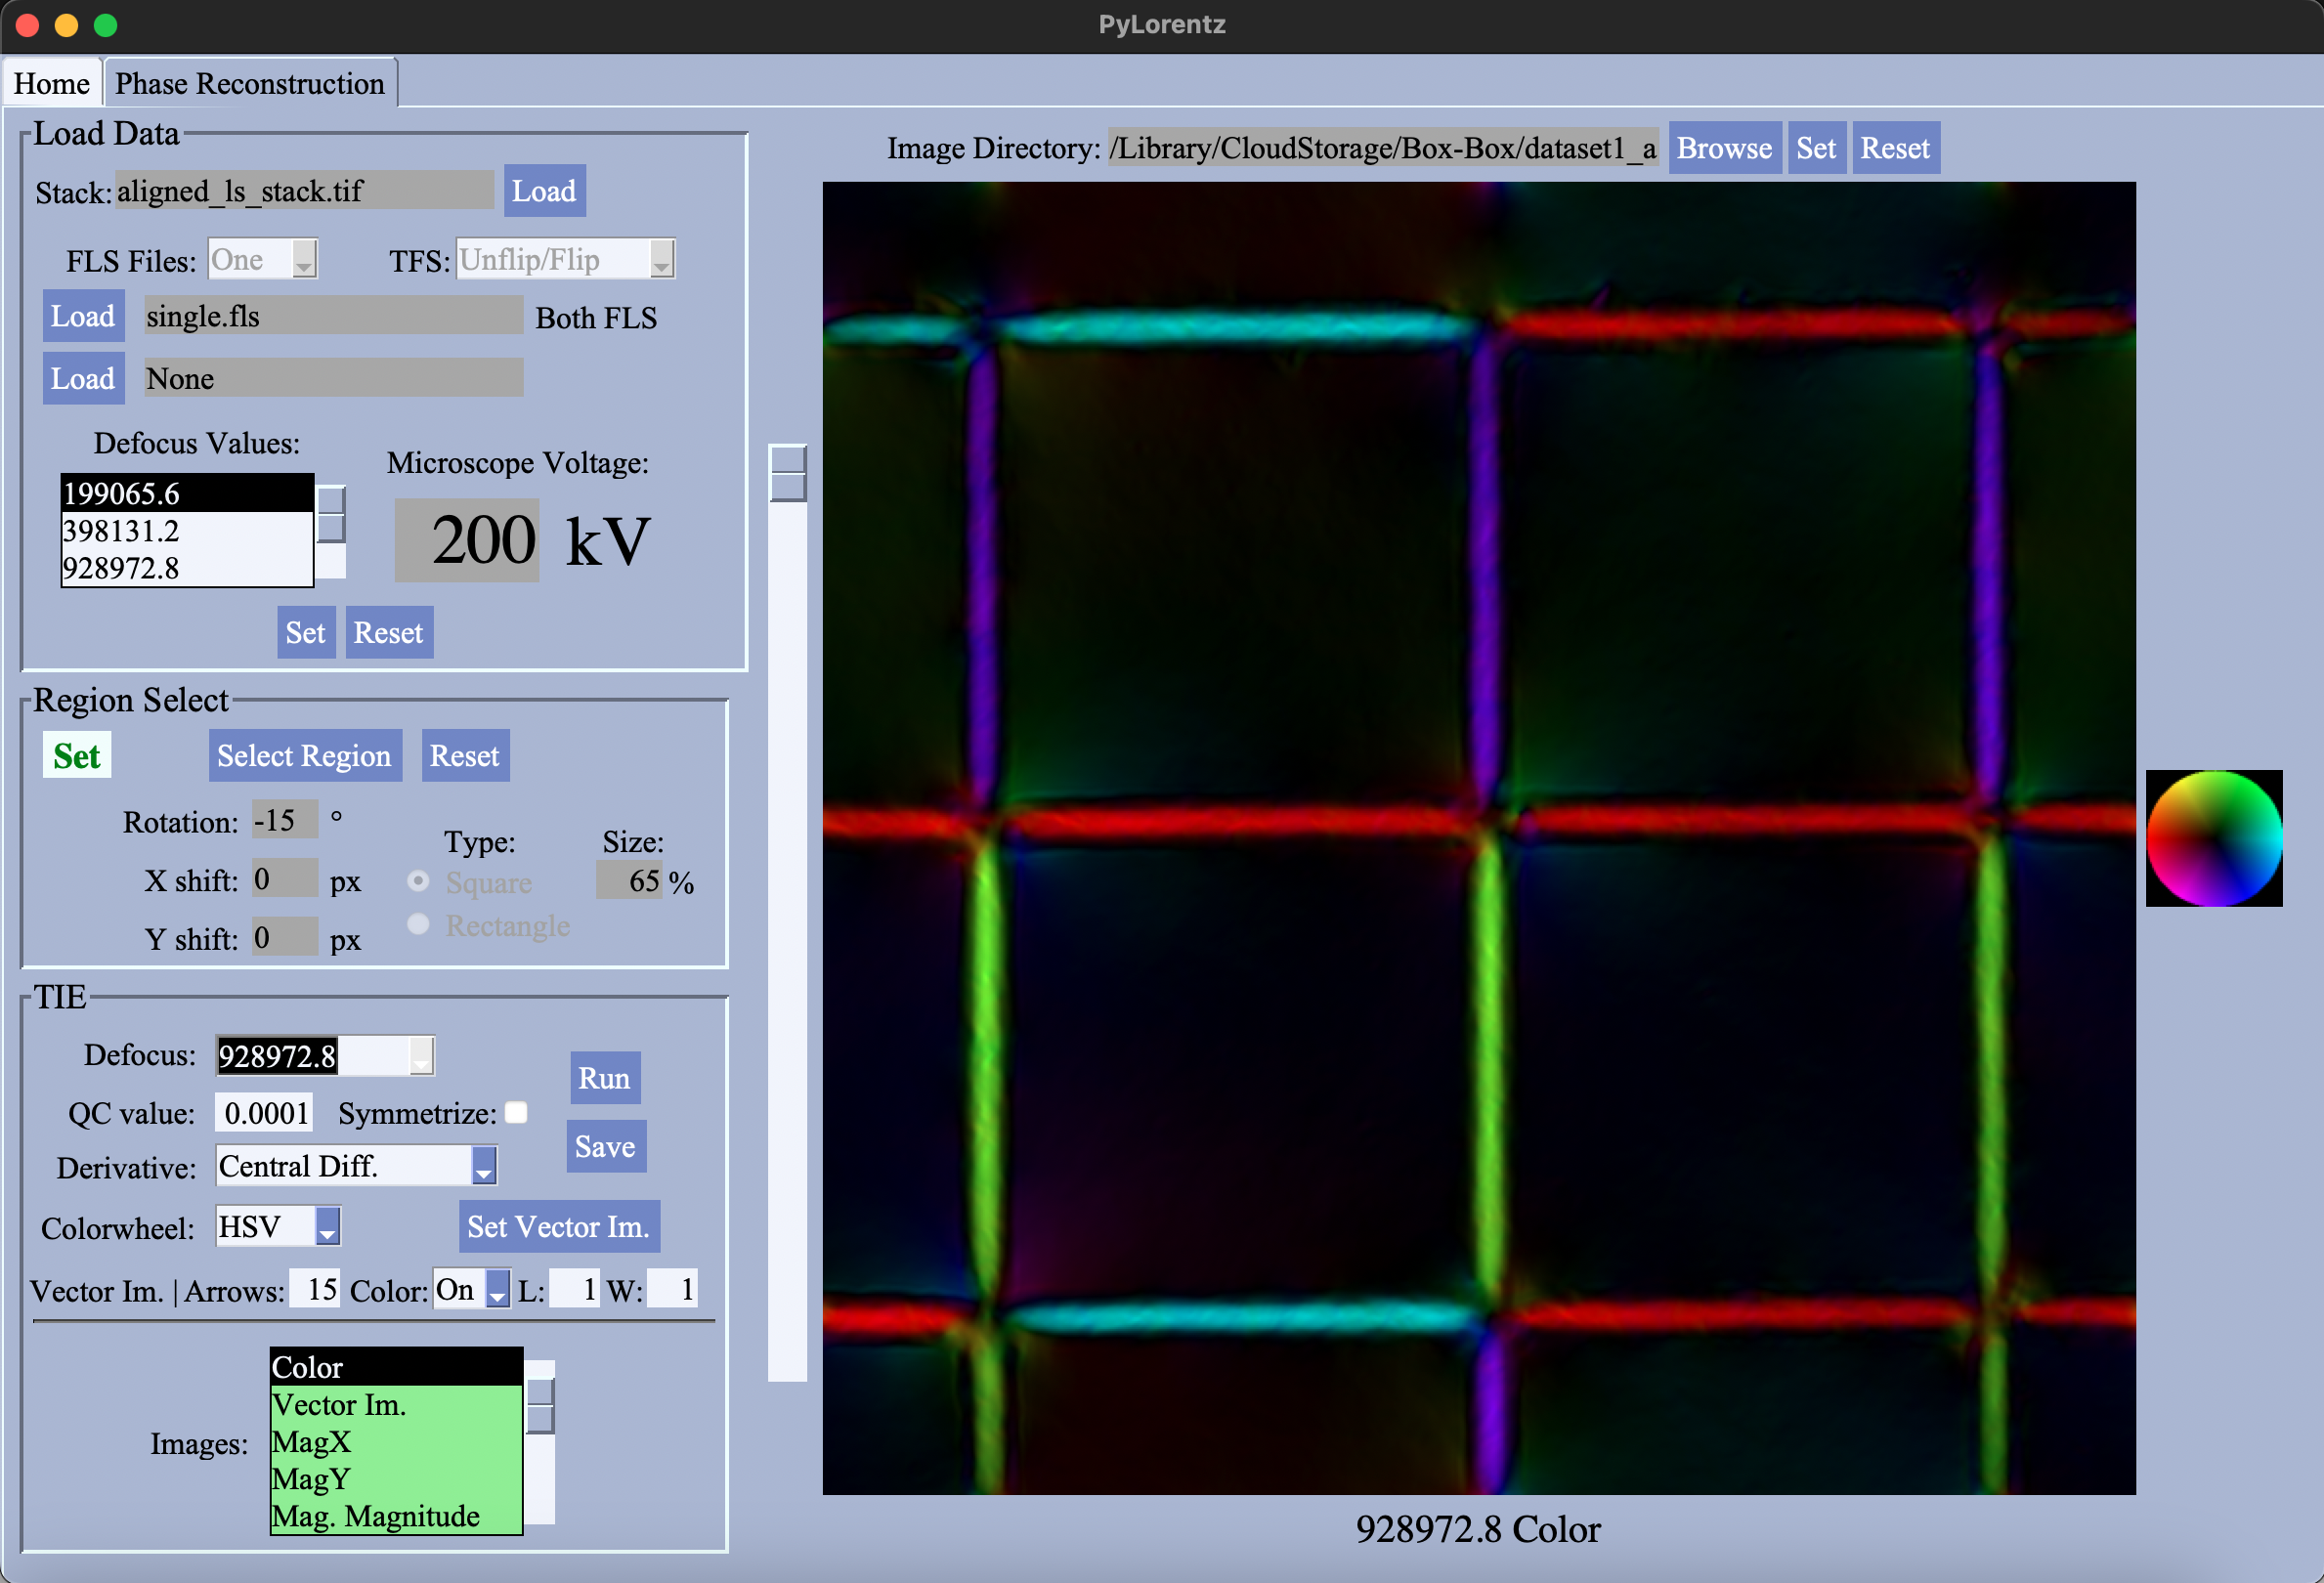 PyLorentz
Home Phase Reconstruction
Load Data
Stack: aligned_ls_stack.tif Load
FLS Files: One TFS: Unflip/Flip
Load single.fls Both FLS
Load None
Defocus Values:
199065.6
398131.2
928972.8
Microscope Voltage:
200 kV
Set Reset
Region Select
Set Select Region Reset
Rotation: -15 °
X shift: 0 px
Y shift: 0 px
Type:
Square
Rectangle
Size:
65 %
TIE
Defocus: 928972.8
Run
QC value: 0.0001 Symmetrize:
Save
Derivative: Central Diff.
Colorwheel: HSV Set Vector Im.
Vector Im. | Arrows: 15 Color: On L: 1 W: 1
Images:
Color
Vector Im.
MagX
MagY
Mag. Magnitude
Image Directory: /Library/CloudStorage/Box-Box/dataset1_a Browse Set Reset
928972.8 Color